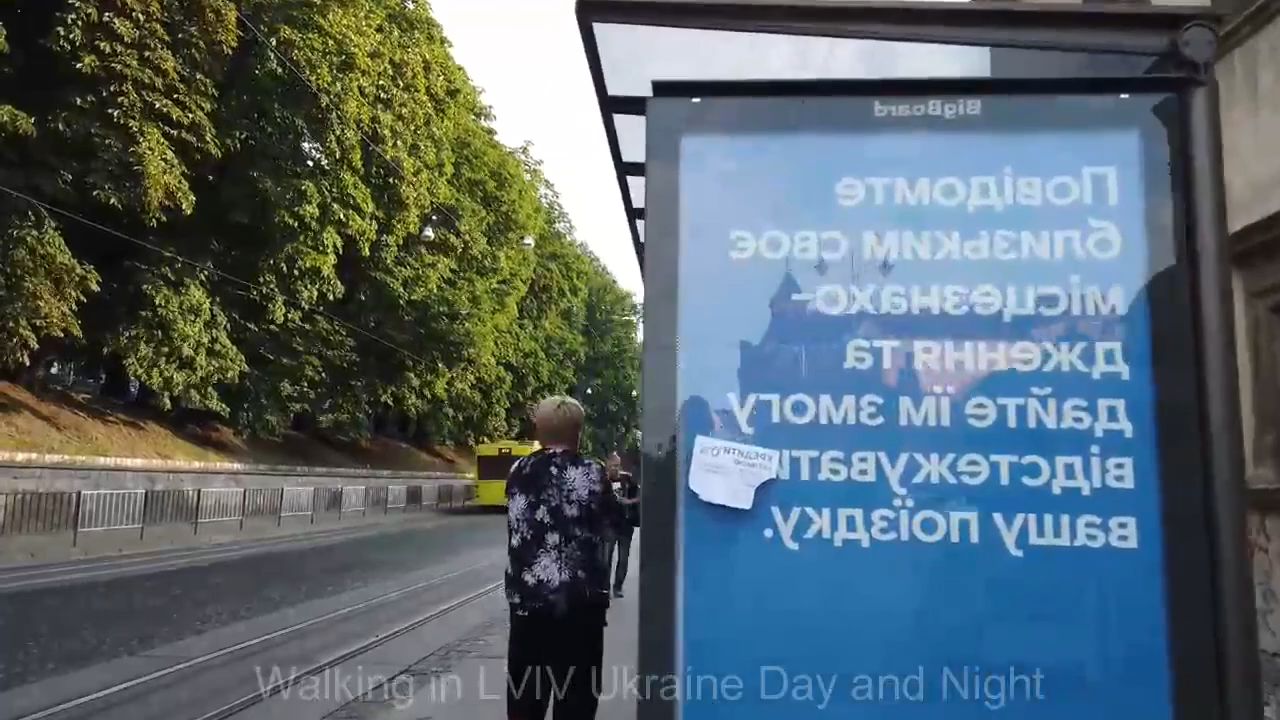 BigBoard
Повідомте
близьким своє
місцезнахо-
дження та
дайте їм змогу
відстежувати
вашу поїздку.
КРЕДИТИ
Walking in LVIV Ukraine Day and Night